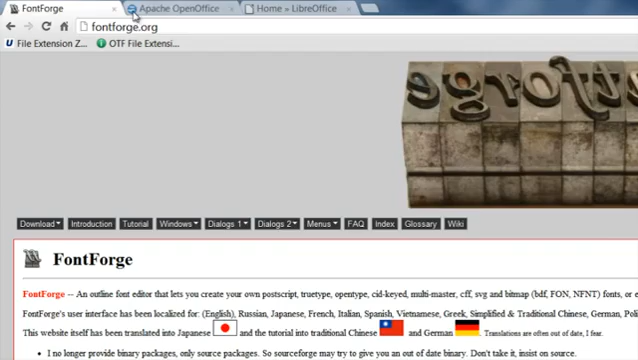 FontForge
Apache OpenOffice
Home » LibreOffice
fontforge.org
File Extension Z...
OTF File Extensi...
Download
Introduction
Tutorial
Windows
Dialogs 1
Dialogs 2
Menus
FAQ
Index
Glossary
Wiki
FontForge
FontForge -- An outline font editor that lets you create your own postscript, truetype, opentype, cid-keyed, multi-master, cff, svg and bitmap (bdf, FON, NFNT) fonts, or e
FontForge's user interface has been localized for: (English), Russian, Japanese, French, Italian, Spanish, Vietnamese, Greek, Simplified & Traditional Chinese, German, Polis
This website itself has been translated into Japanese and the tutorial into traditional Chinese and German Translations are often out of date, I fear.
• I no longer provide binary packages, only source packages. So sourceforge may try to give you an out of date binary. Don't take it, insist on source.